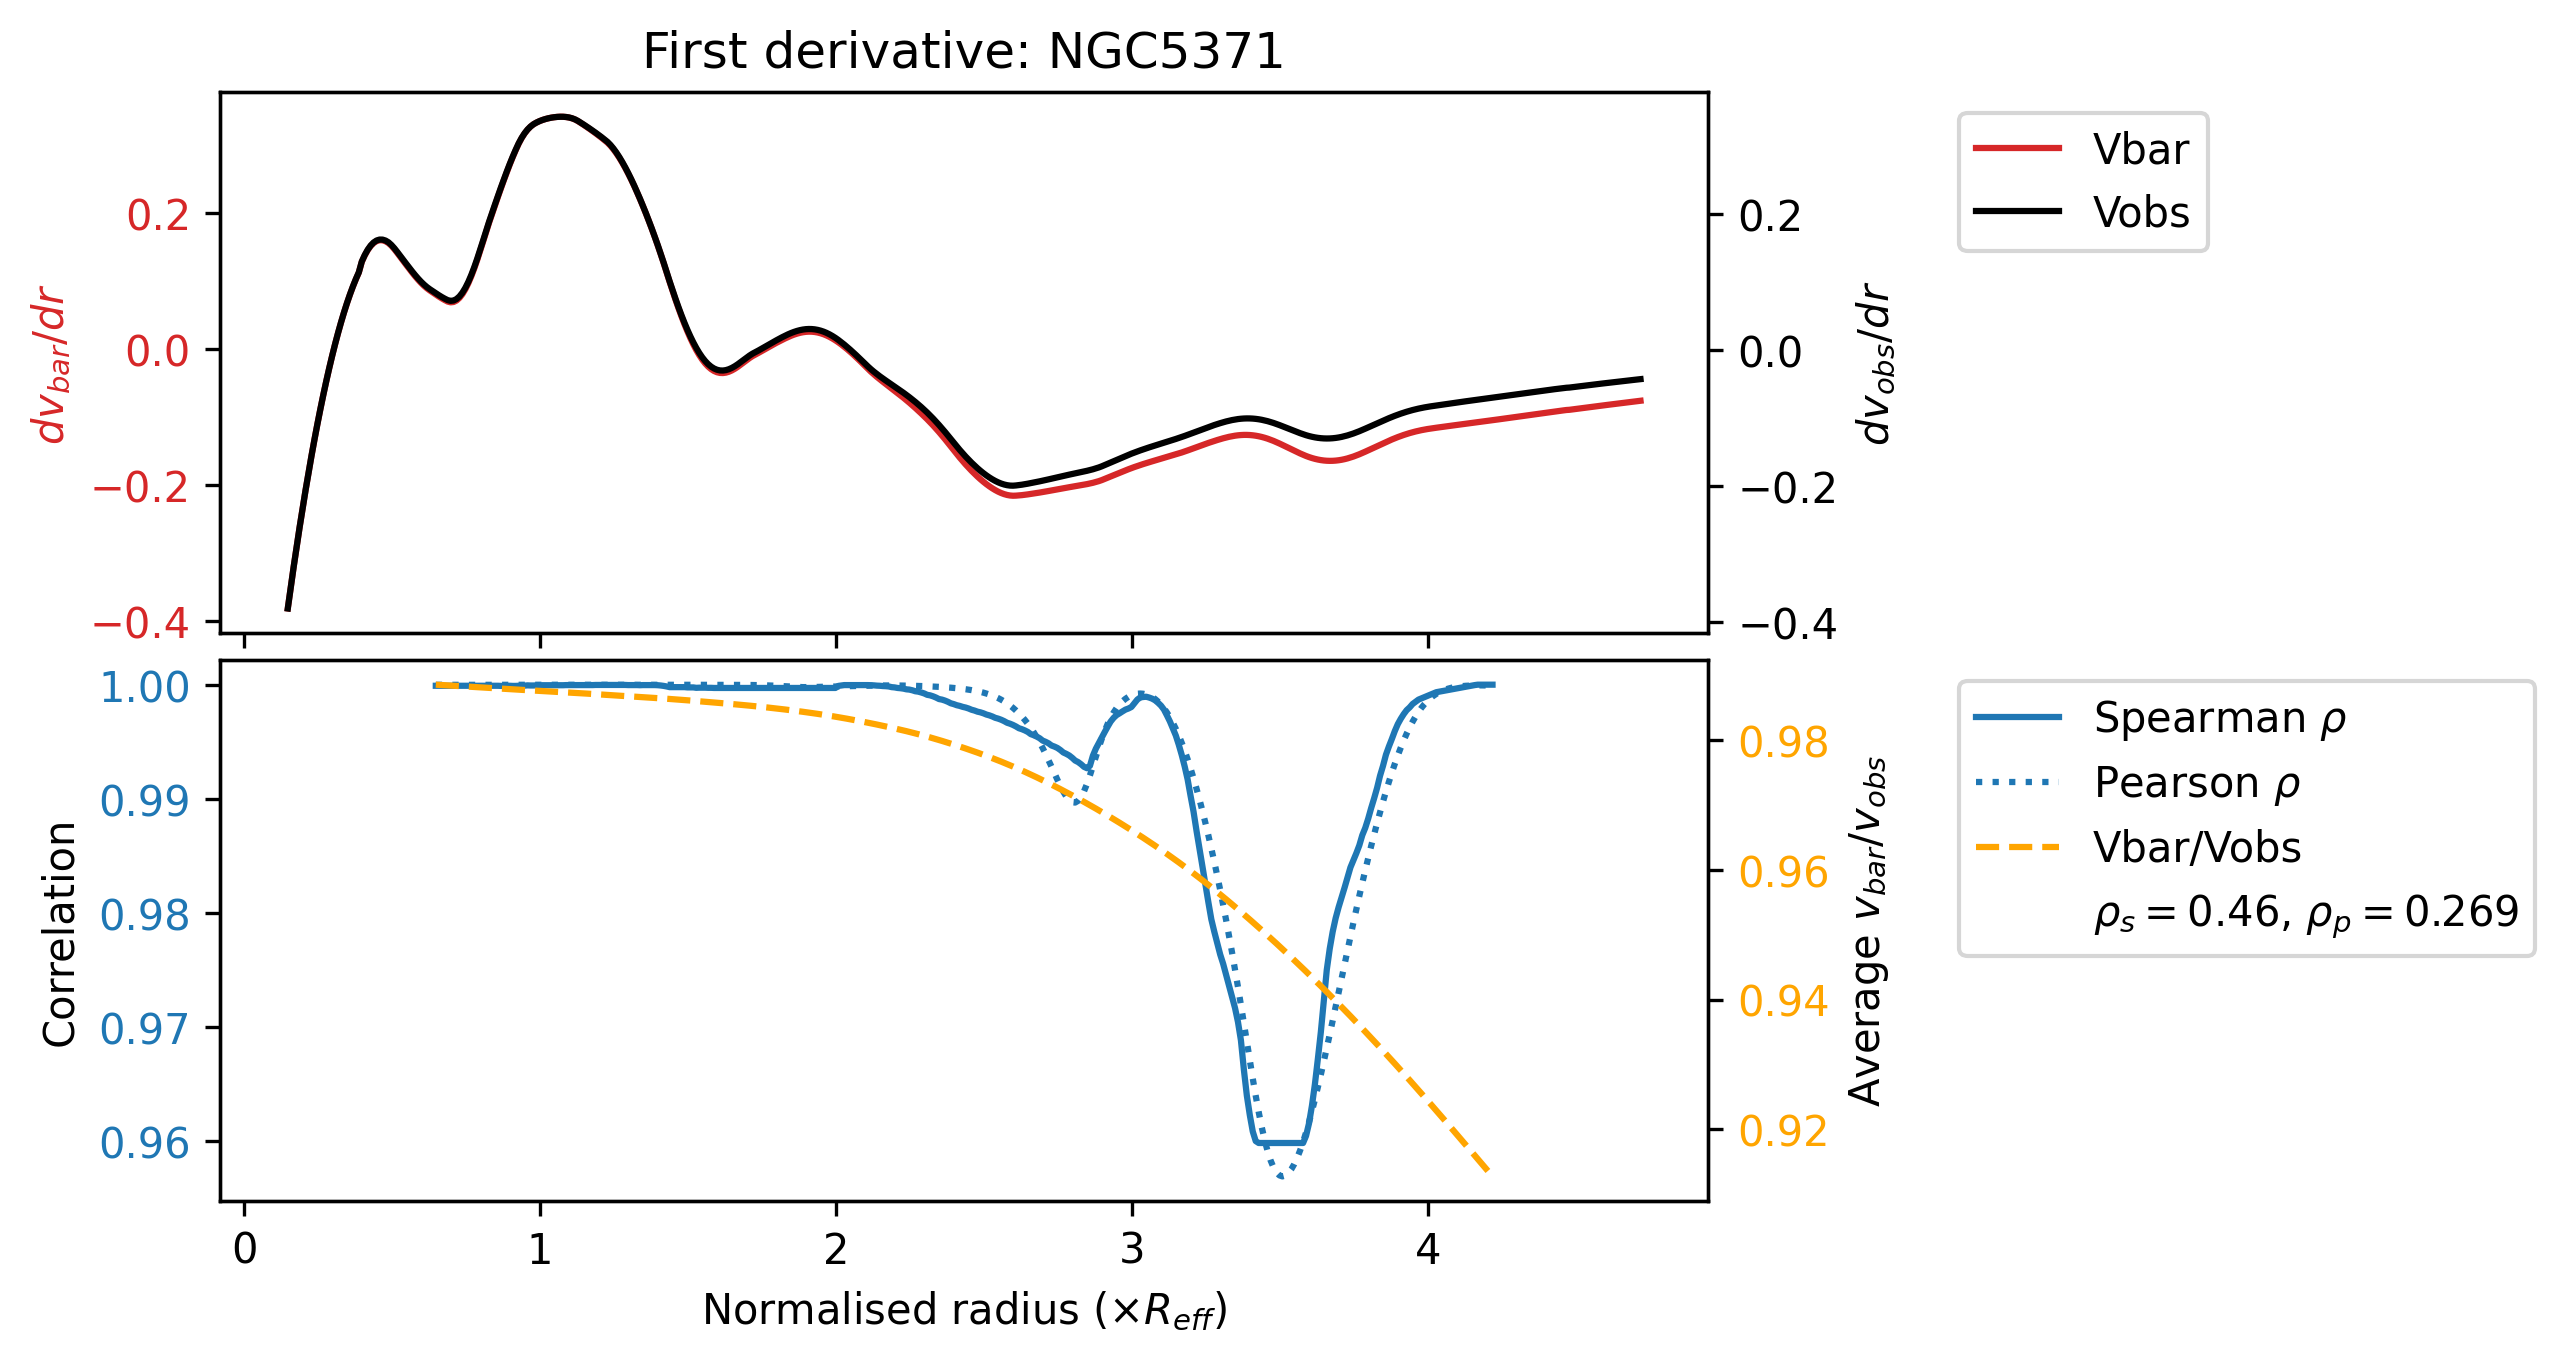 First derivative: NGC5371
Vbar
Vobs
0.2
0.0
−0.2
−0.4
dv_bar/dr
0.2
0.0
−0.2
−0.4
dv_obs/dr
1.00
0.99
0.98
0.97
0.96
Correlation
0.98
0.96
0.94
0.92
Average v_bar/v_obs
Spearman ρ
Pearson ρ
Vbar/Vobs
ρ_s = 0.46, ρ_p = 0.269
0 1 2 3 4
Normalised radius (×R_eff)